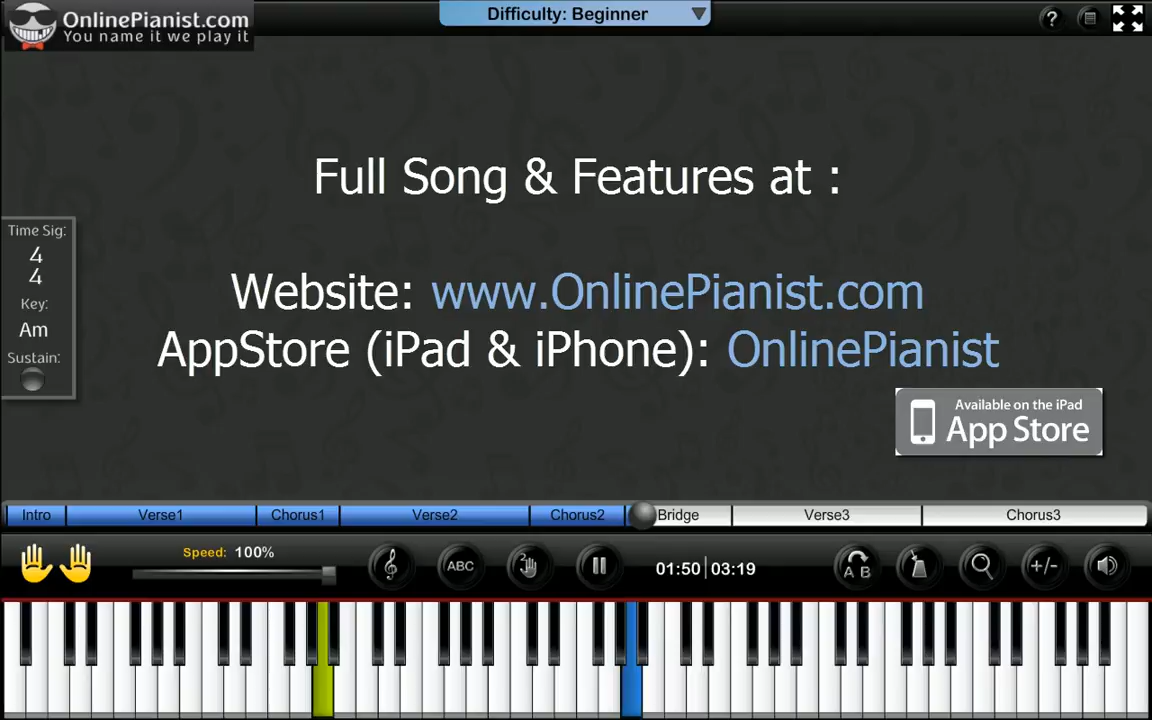 OnlinePianist.com
You name it we play it
Difficulty: Beginner
?
Full Song & Features at :
Time Sig:
4
4
Key:
Am
Sustain:
Website: www.OnlinePianist.com
AppStore (iPad & iPhone): OnlinePianist
Available on the iPad
App Store
Intro Verse1 Chorus1 Verse2 Chorus2 Bridge Verse3 Chorus3
Speed: 100%
ABC
2
01:50 | 03:19
A B
+/-